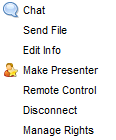 Chat
Send File
Edit Info
Make Presenter
Remote Control
Disconnect
Manage Rights